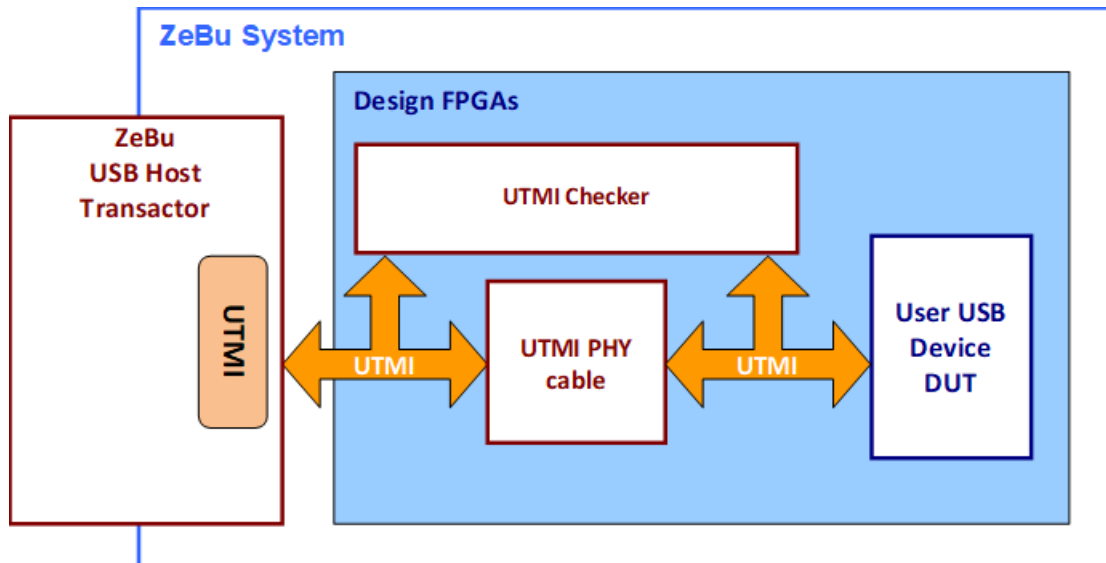 ZeBu System
Design FPGAs
ZeBu
USB Host
Transactor
UTMI Checker
UTMI
UTMI
UTMI PHY
cable
UTMI
User USB
Device
DUT